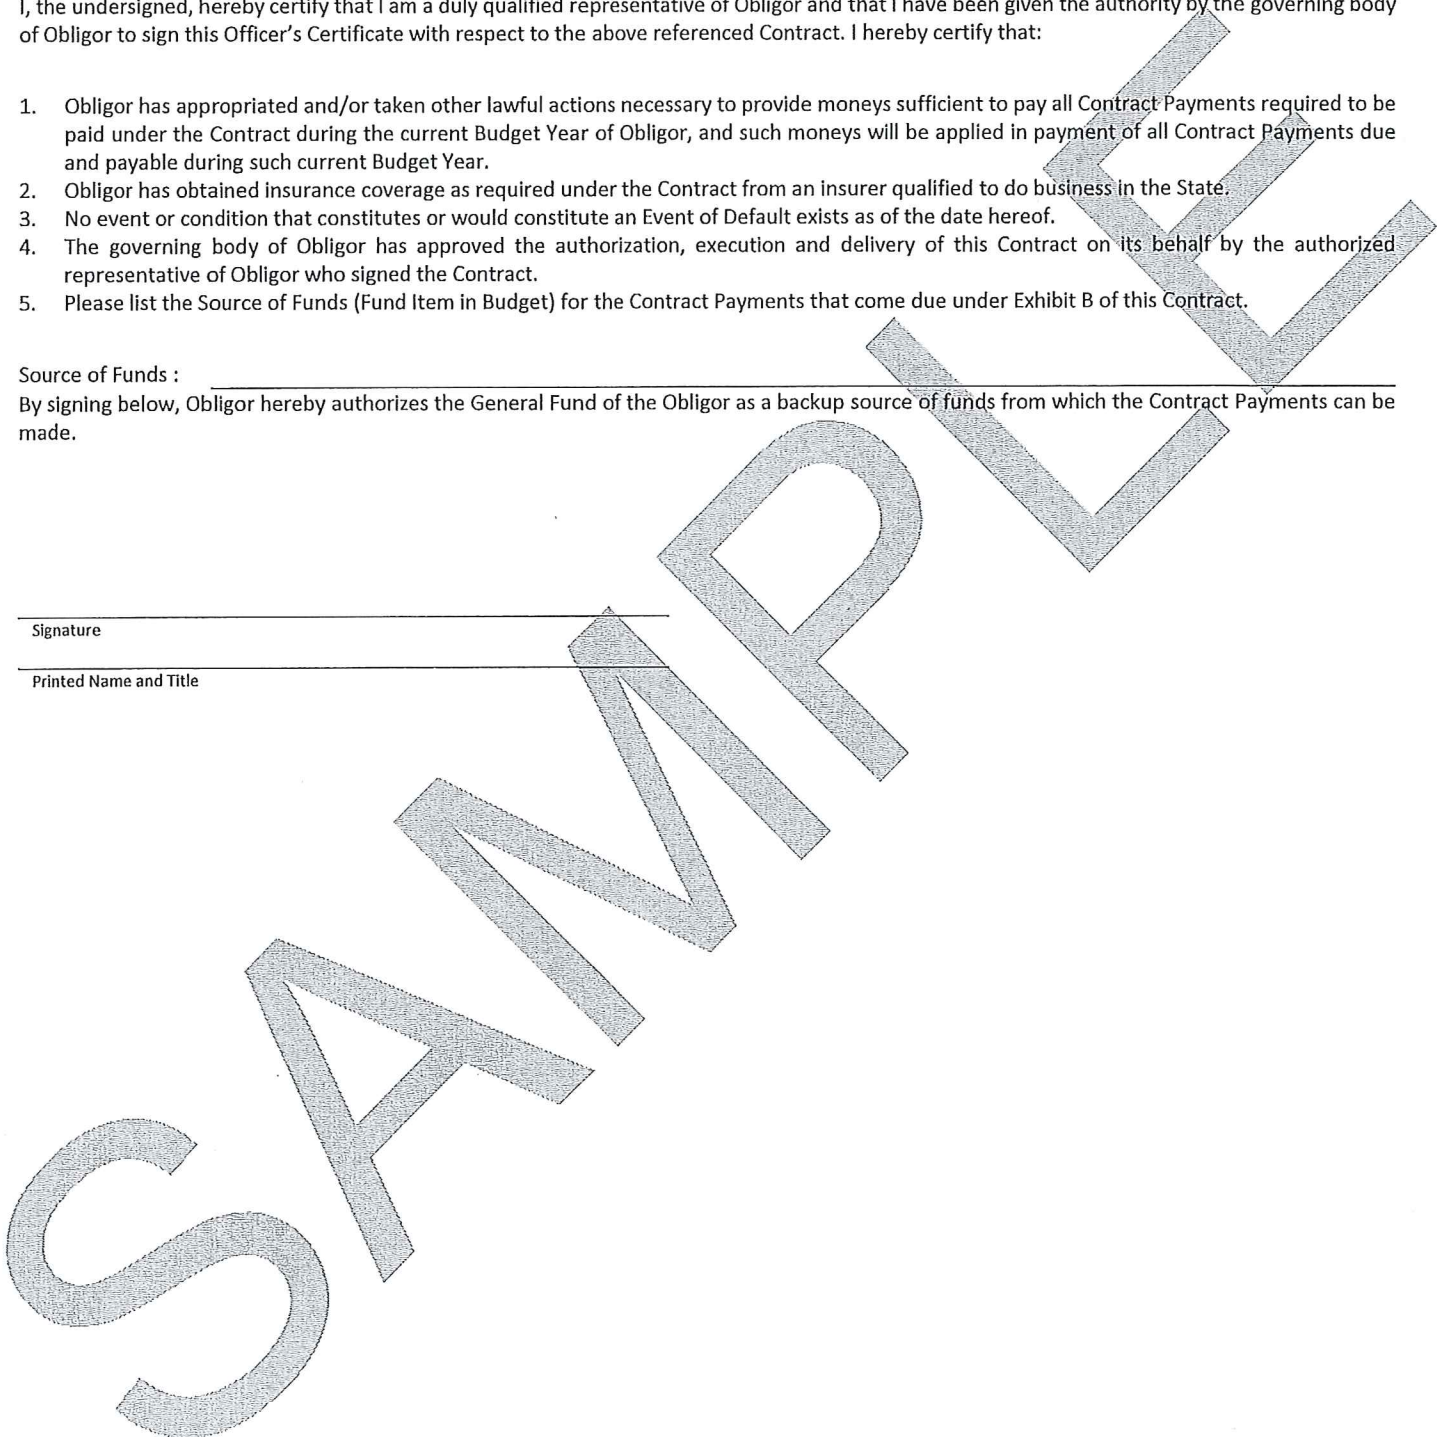 I, the undersigned, hereby certify that I am a duly qualified representative of Obligor and that I have been given the authority by the governing body
of Obligor to sign this Officer's Certificate with respect to the above referenced Contract. I hereby certify that:
1. Obligor has appropriated and/or taken other lawful actions necessary to provide moneys sufficient to pay all Contract Payments required to be
paid under the Contract during the current Budget Year of Obligor, and such moneys will be applied in payment of all Contract Payments due
and payable during such current Budget Year.
2. Obligor has obtained insurance coverage as required under the Contract from an insurer qualified to do business in the State.
3. No event or condition that constitutes or would constitute an Event of Default exists as of the date hereof.
4. The governing body of Obligor has approved the authorization, execution and delivery of this Contract on its behalf by the authorized
representative of Obligor who signed the Contract.
5. Please list the Source of Funds (Fund Item in Budget) for the Contract Payments that come due under Exhibit B of this Contract.
Source of Funds :
By signing below, Obligor hereby authorizes the General Fund of the Obligor as a backup source of funds from which the Contract Payments can be
made.
Signature
Printed Name and Title
SAMPLE